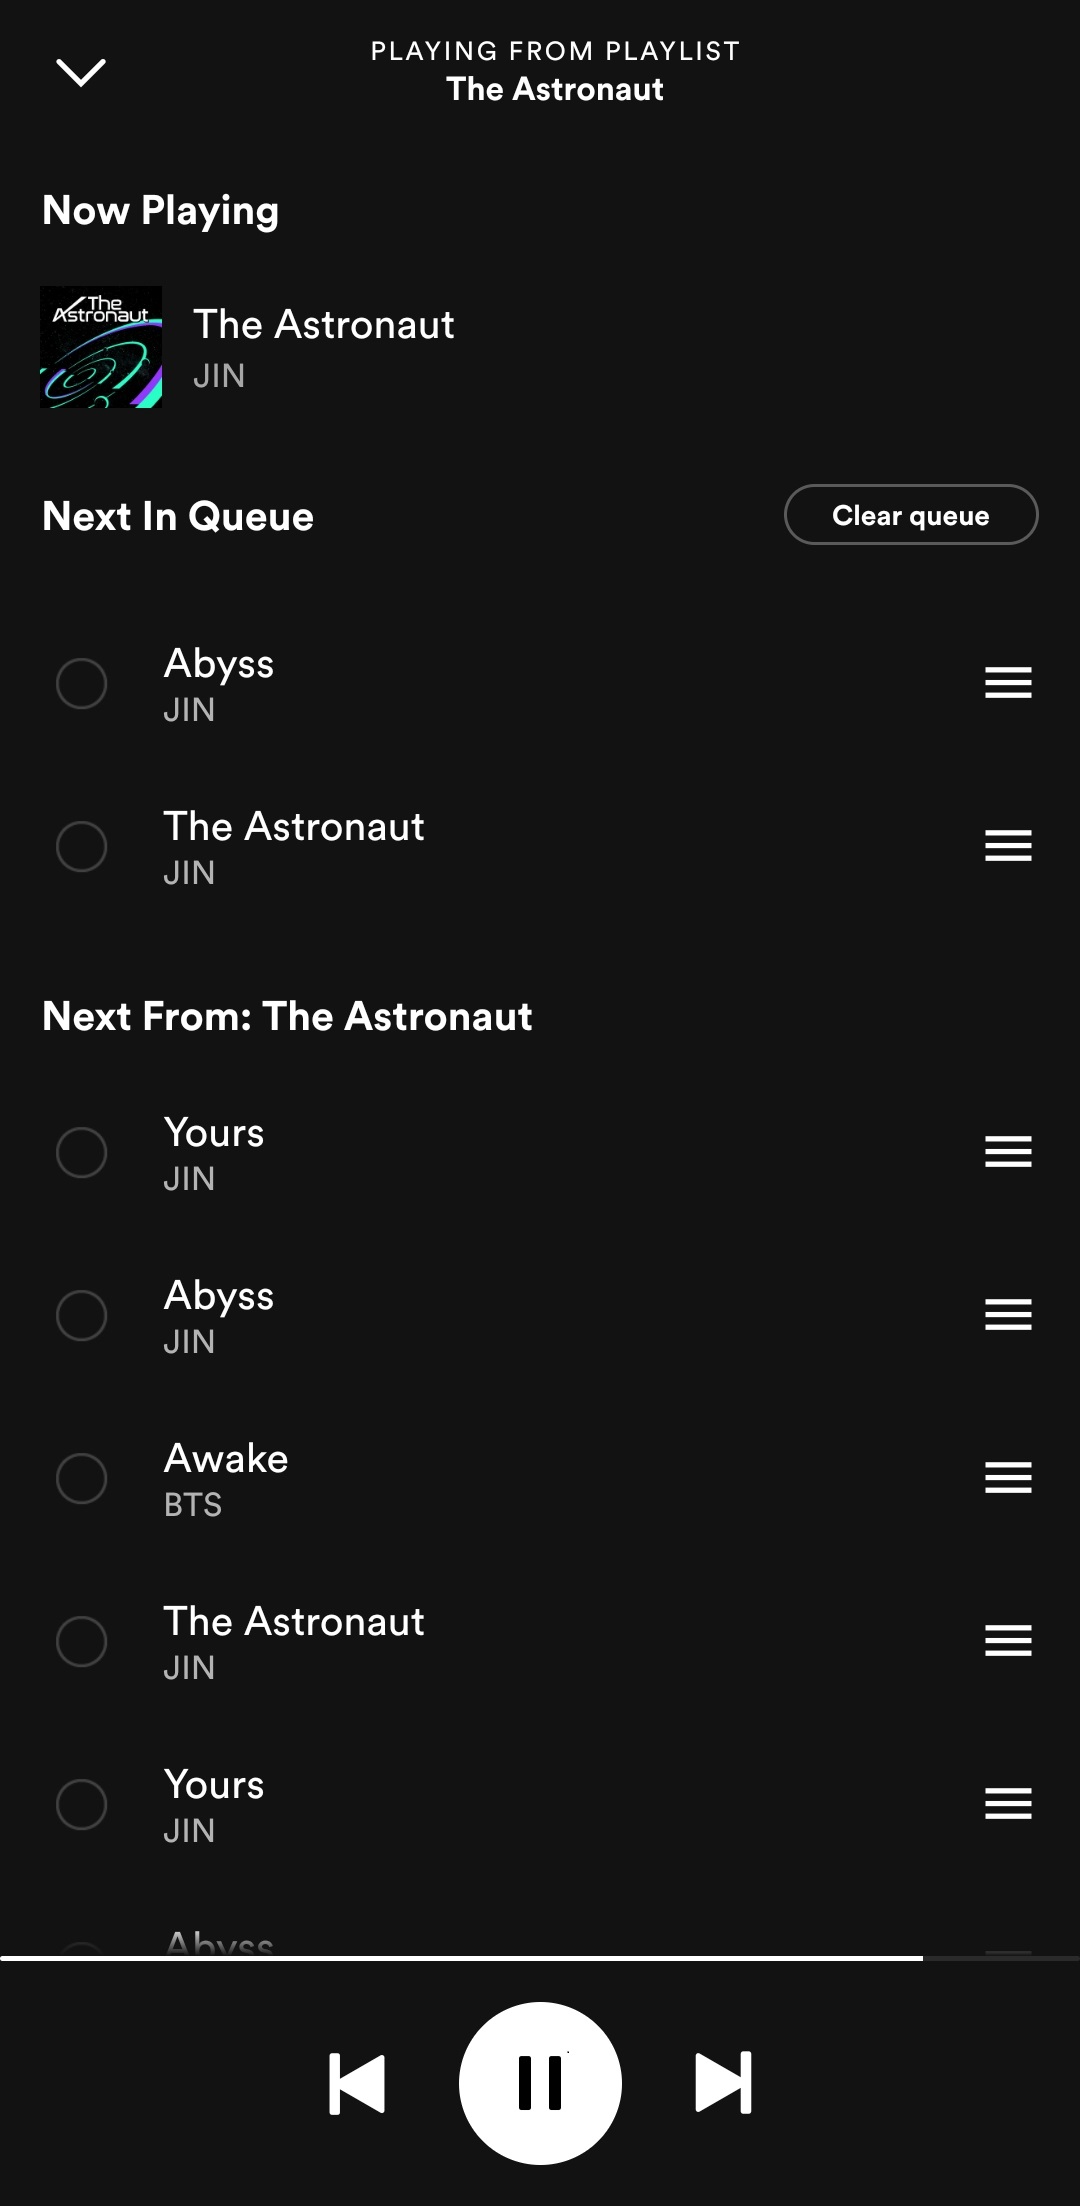 PLAYING FROM PLAYLIST
The Astronaut
Now Playing
The
Astronaut
The Astronaut
JIN
Next In Queue
Clear queue
Abyss
JIN
The Astronaut
JIN
Next From: The Astronaut
Yours
JIN
Abyss
JIN
Awake
BTS
The Astronaut
JIN
Yours
JIN
Abyss